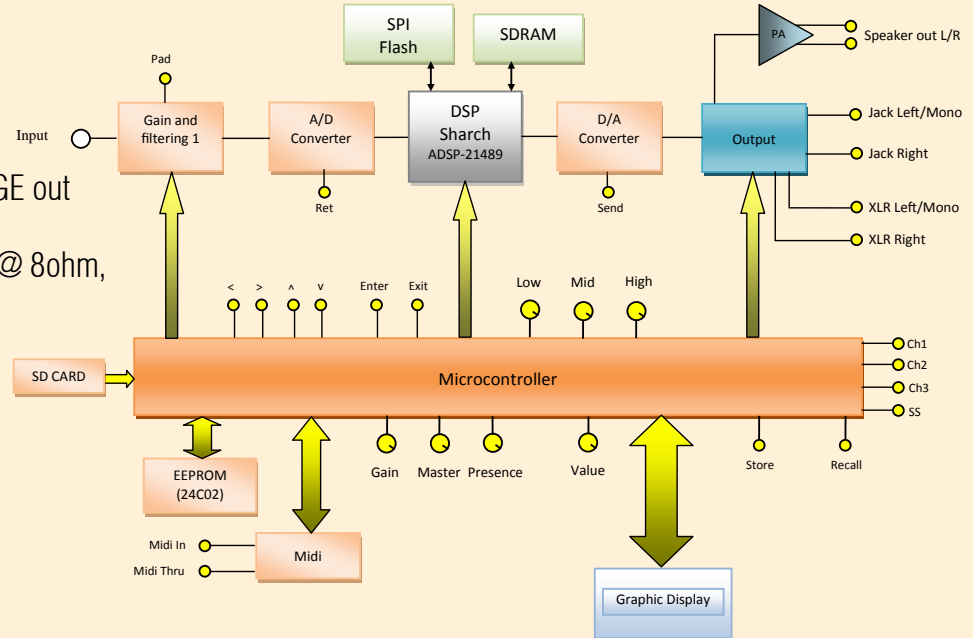 SPI
Flash
SDRAM
PA
Speaker out L/R
Pad
Input
Gain and
filtering 1
A/D
Converter
DSP
Sharch
ADSP-21489
D/A
Converter
Output
Jack Left/Mono
Jack Right
XLR Left/Mono
XLR Right
Ret
Send
GE out
@ 8ohm,
<
>
^
v
Enter
Exit
Low
Mid
High
SD CARD
Microcontroller
Ch1
Ch2
Ch3
SS
Gain
Master
Presence
Value
Store
Recall
EEPROM
(24C02)
Midi In
Midi Thru
Midi
Graphic Display